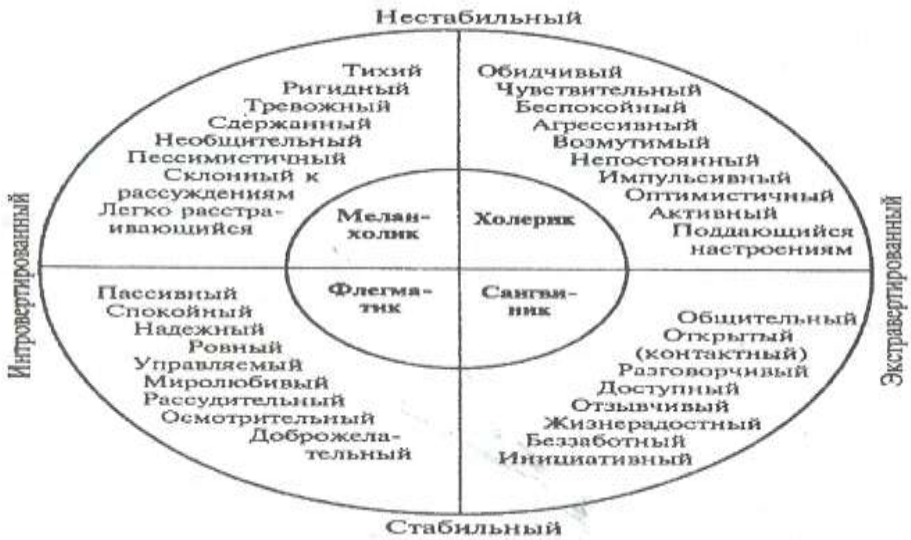 Нестабильный
Тихий
Ригидный
Тревожный
Сдержанный
Необщительный
Пессимистичный
Склонный к
рассуждениям
Легко расстра-
ивающийся
Обидчивый
Чувствительный
Беспокойный
Агрессивный
Возмутимый
Непостоянный
Импульсивный
Оптимистичный
Активный
Поддающийся
настроениям
Интровертированный
Мелан-
холик
Холерик
Флегма-
тик
Сангви-
ник
Экстравертированный
Пассивный
Спокойный
Надежный
Ровный
Управляемый
Миролюбивый
Рассудительный
Осмотрительный
Доброжела-
тельный
Общительный
Открытый
(контактный)
Разговорчивый
Доступный
Отзывчивый
Жизнерадостный
Беззаботный
Инициативный
Стабильный